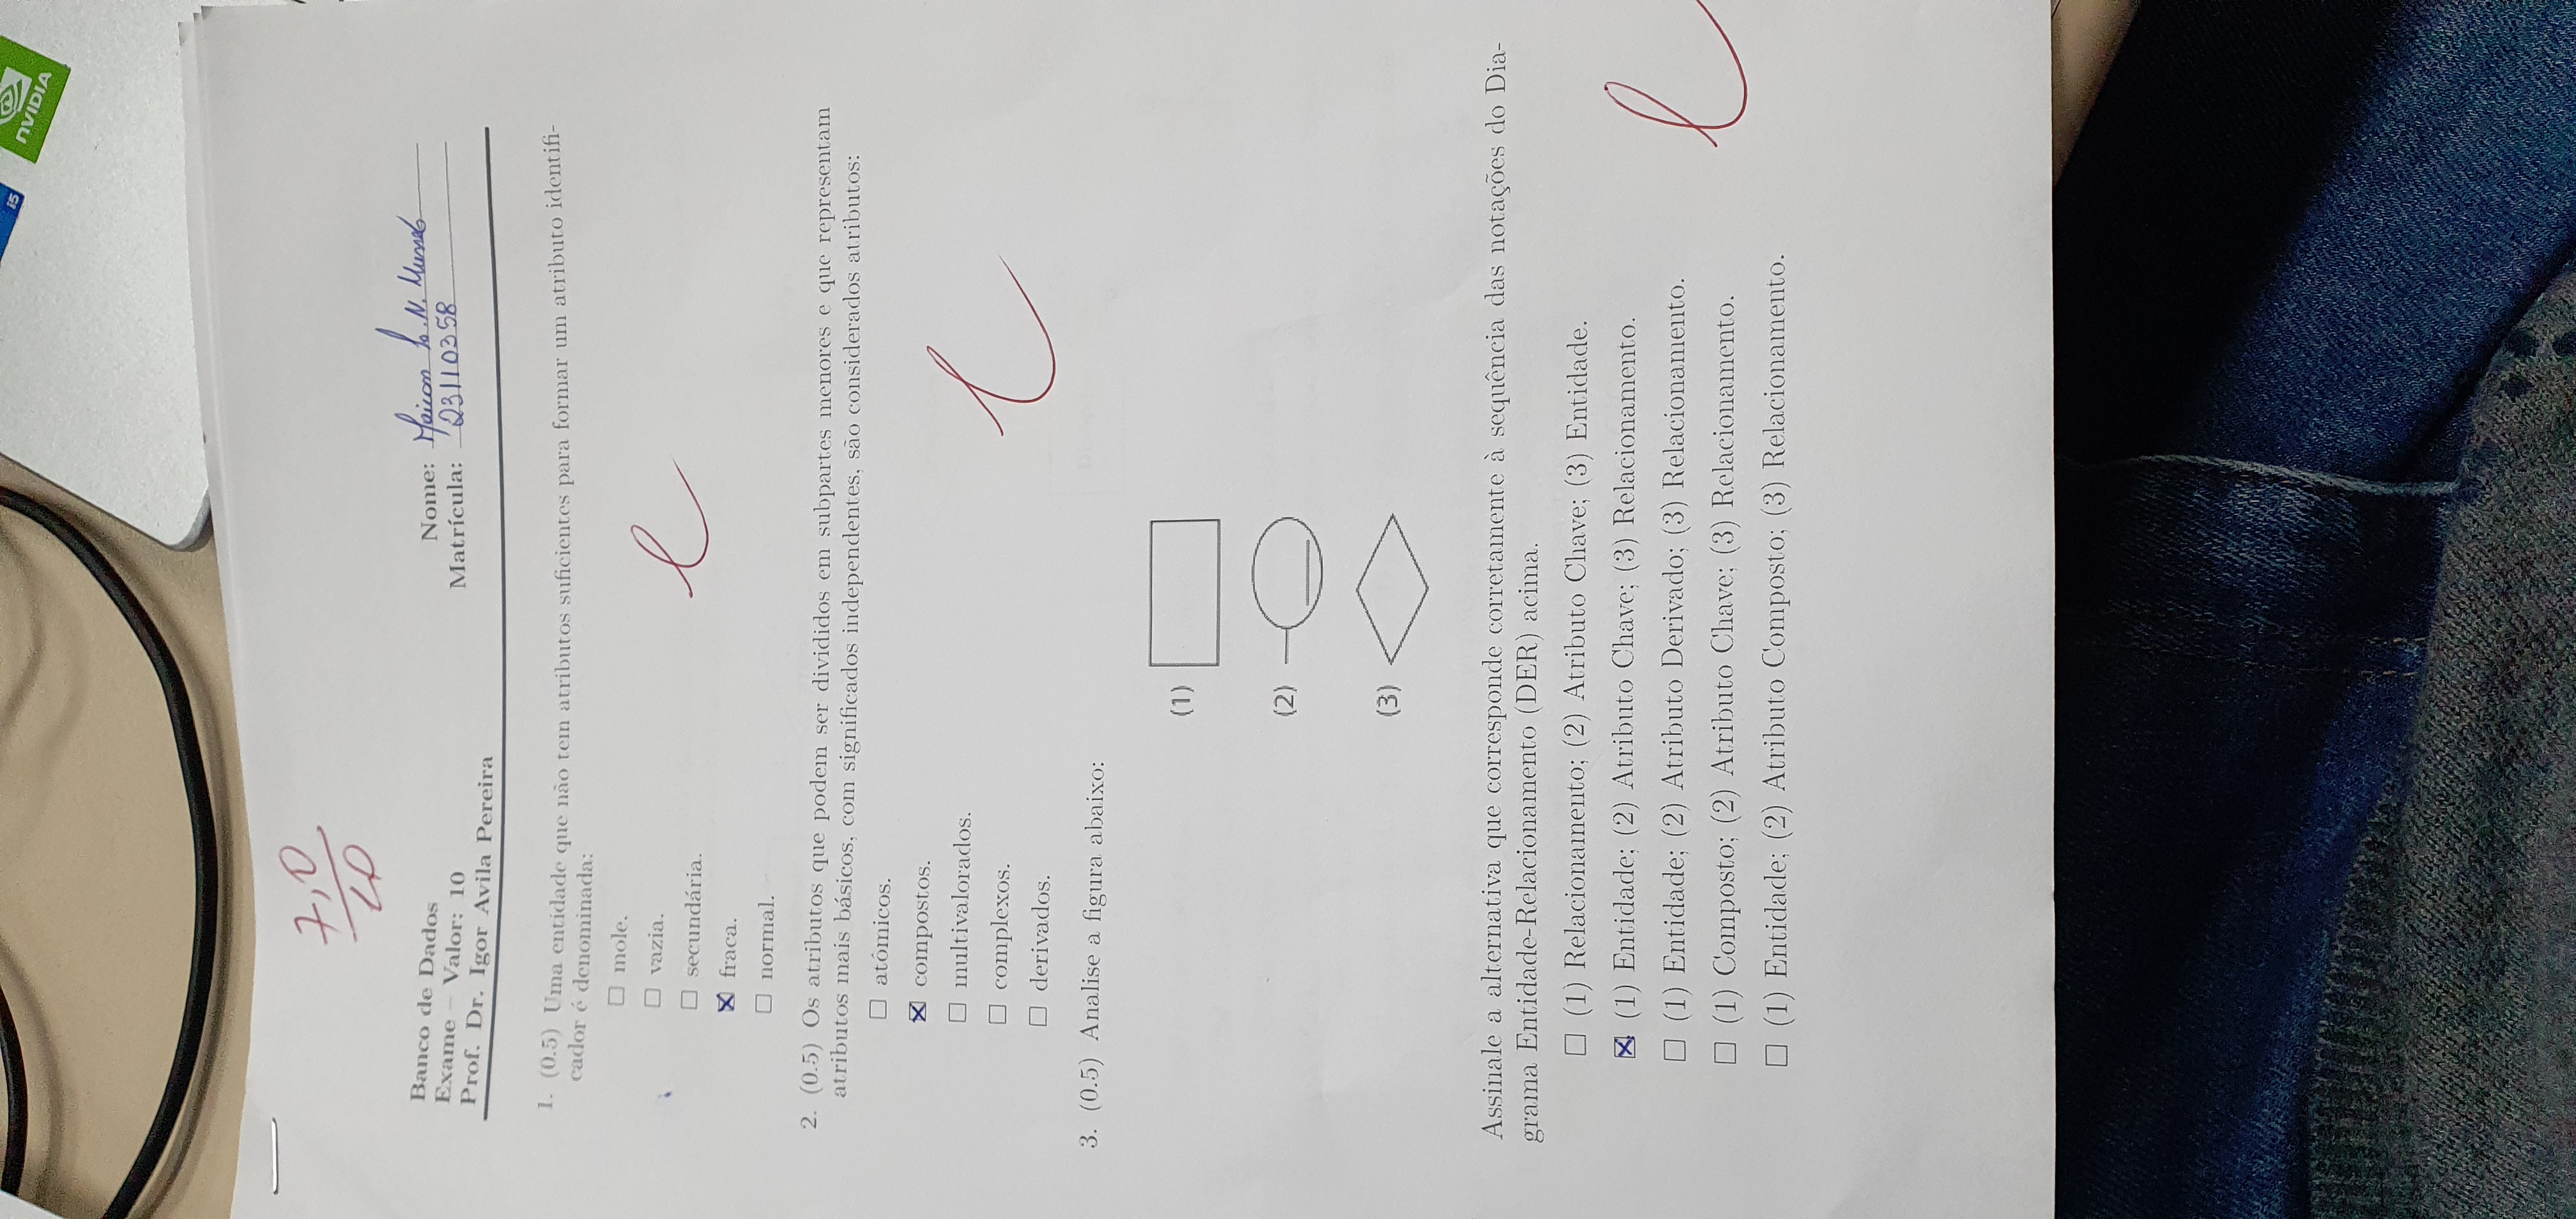 i5
NVIDIA
7,0
10
Banco de Dados
Exame – Valor: 10
Prof. Dr. Igor Avila Pereira
Nome: Maicon N.
Matrícula: 23110358
1. (0.5) Uma entidade que não tem atributos suficientes para formar um atributo identifi-
cador é denominada:
mole.
vazia.
secundária.
fraca.
normal.
2. (0.5) Os atributos que podem ser divididos em subpartes menores e que representam
atributos mais básicos, com significados independentes, são considerados atributos:
atômicos.
compostos.
multivalorados.
complexos.
derivados.
3. (0.5) Analise a figura abaixo:
(1)
(2)
(3)
Assinale a alternativa que corresponde corretamente à sequência das notações do Dia-
grama Entidade-Relacionamento (DER) acima.
(1) Relacionamento; (2) Atributo Chave; (3) Entidade.
(1) Entidade; (2) Atributo Chave; (3) Relacionamento.
(1) Entidade; (2) Atributo Derivado; (3) Relacionamento.
(1) Composto; (2) Atributo Chave; (3) Relacionamento.
(1) Entidade; (2) Atributo Composto; (3) Relacionamento.